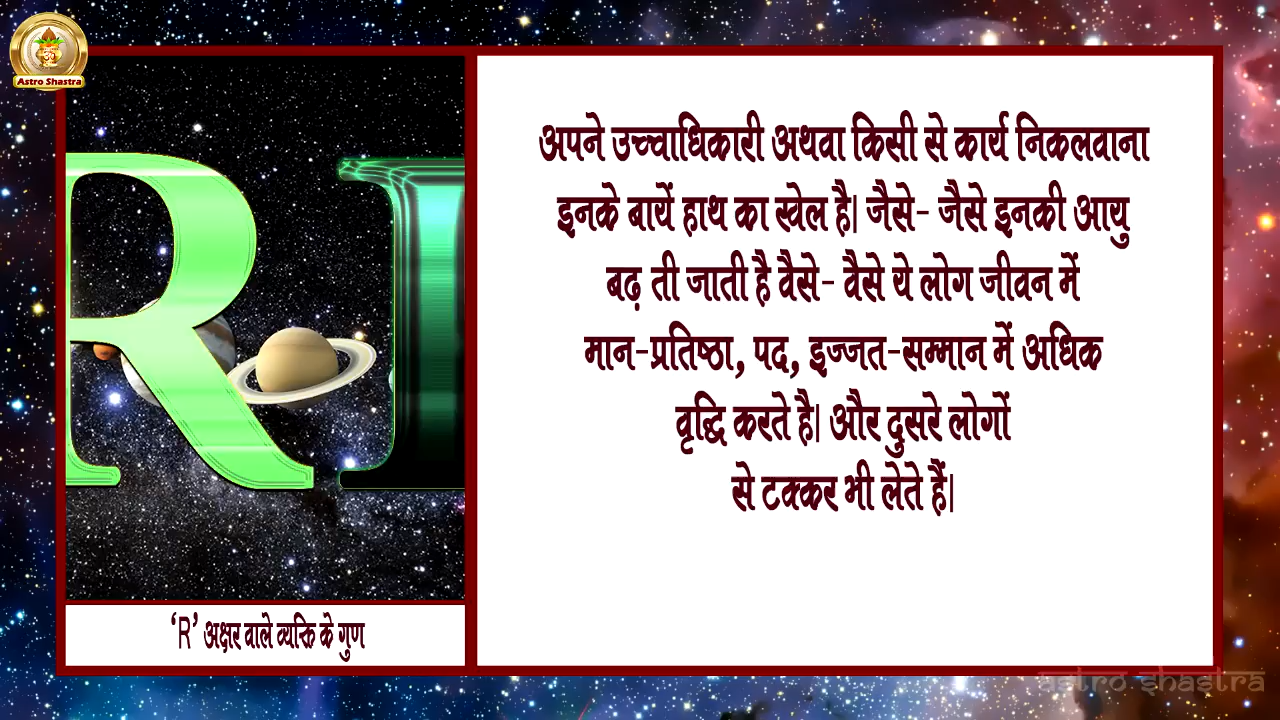 Astro Shastra
R
अपने उच्चाधिकारी अथवा किसी से कार्य निकलवाना
इनके बायें हाथ का खेल है| जैसे- जैसे इनकी आयु
बढ़ ती जाती है वैसे- वैसे ये लोग जीवन में
मान-प्रतिष्ठा, पद, इज्जत-सम्मान में अधिक
वृद्धि करते है| और दुसरे लोगों
से टक्कर भी लेते हैं|
‘R’ अक्षर वाले व्यक्ति के गुण
astro shastra